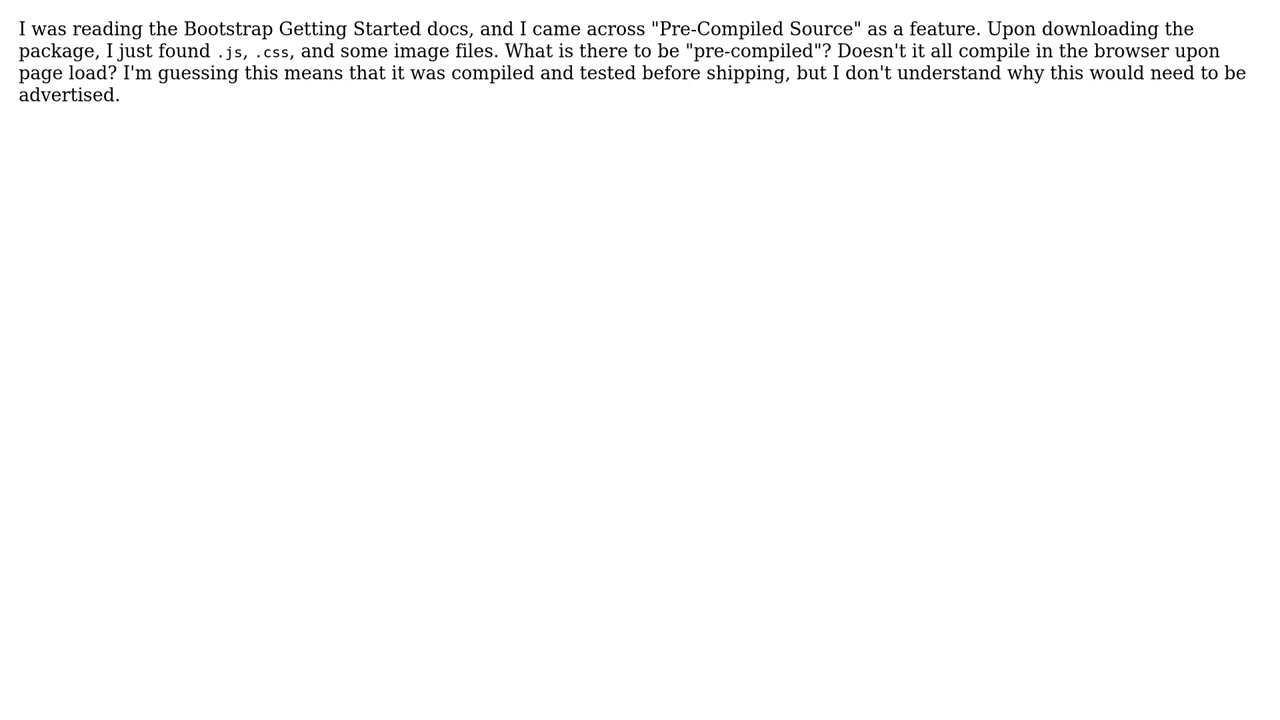 I was reading the Bootstrap Getting Started docs, and I came across "Pre-Compiled Source" as a feature. Upon downloading the
package, I just found .js, .css, and some image files. What is there to be "pre-compiled"? Doesn't it all compile in the browser upon
page load? I'm guessing this means that it was compiled and tested before shipping, but I don't understand why this would need to be
advertised.